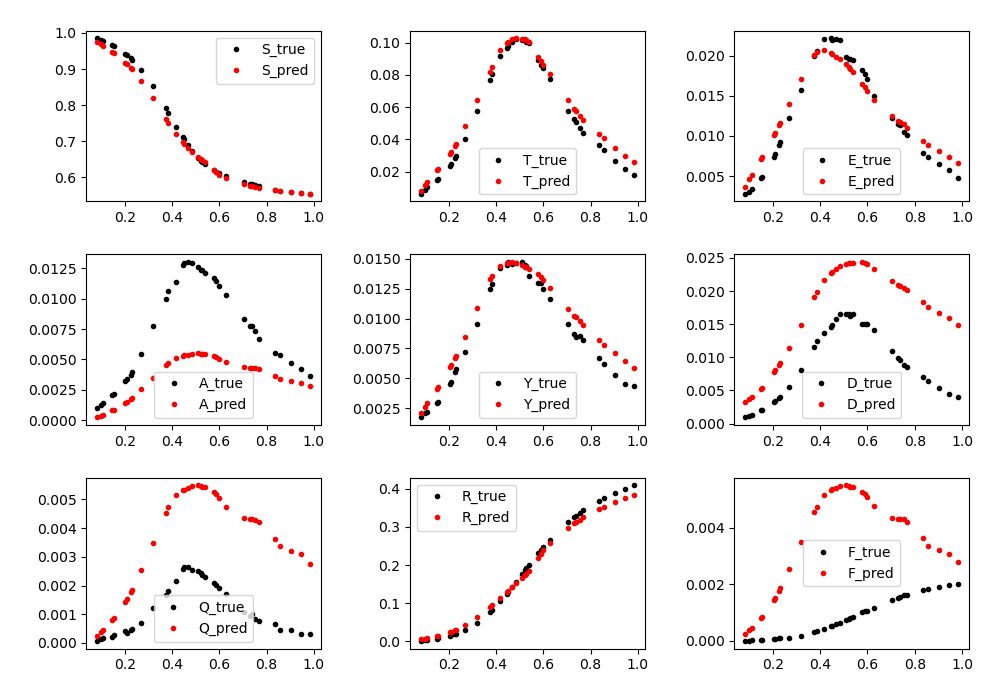 1.0
0.9
0.8
0.7
0.6
S_true
S_pred
0.2 0.4 0.6 0.8 1.0
0.10
0.08
0.06
0.04
0.02
T_true
T_pred
0.2 0.4 0.6 0.8 1.0
0.020
0.015
0.010
0.005
E_true
E_pred
0.2 0.4 0.6 0.8 1.0
0.0125
0.0100
0.0075
0.0050
0.0025
0.0000
A_true
A_pred
0.2 0.4 0.6 0.8 1.0
0.0150
0.0125
0.0100
0.0075
0.0050
0.0025
Y_true
Y_pred
0.2 0.4 0.6 0.8 1.0
0.025
0.020
0.015
0.010
0.005
0.000
D_true
D_pred
0.2 0.4 0.6 0.8 1.0
0.005
0.004
0.003
0.002
0.001
0.000
Q_true
Q_pred
0.2 0.4 0.6 0.8 1.0
0.4
0.3
0.2
0.1
0.0
R_true
R_pred
0.2 0.4 0.6 0.8 1.0
0.004
0.002
0.000
F_true
F_pred
0.2 0.4 0.6 0.8 1.0